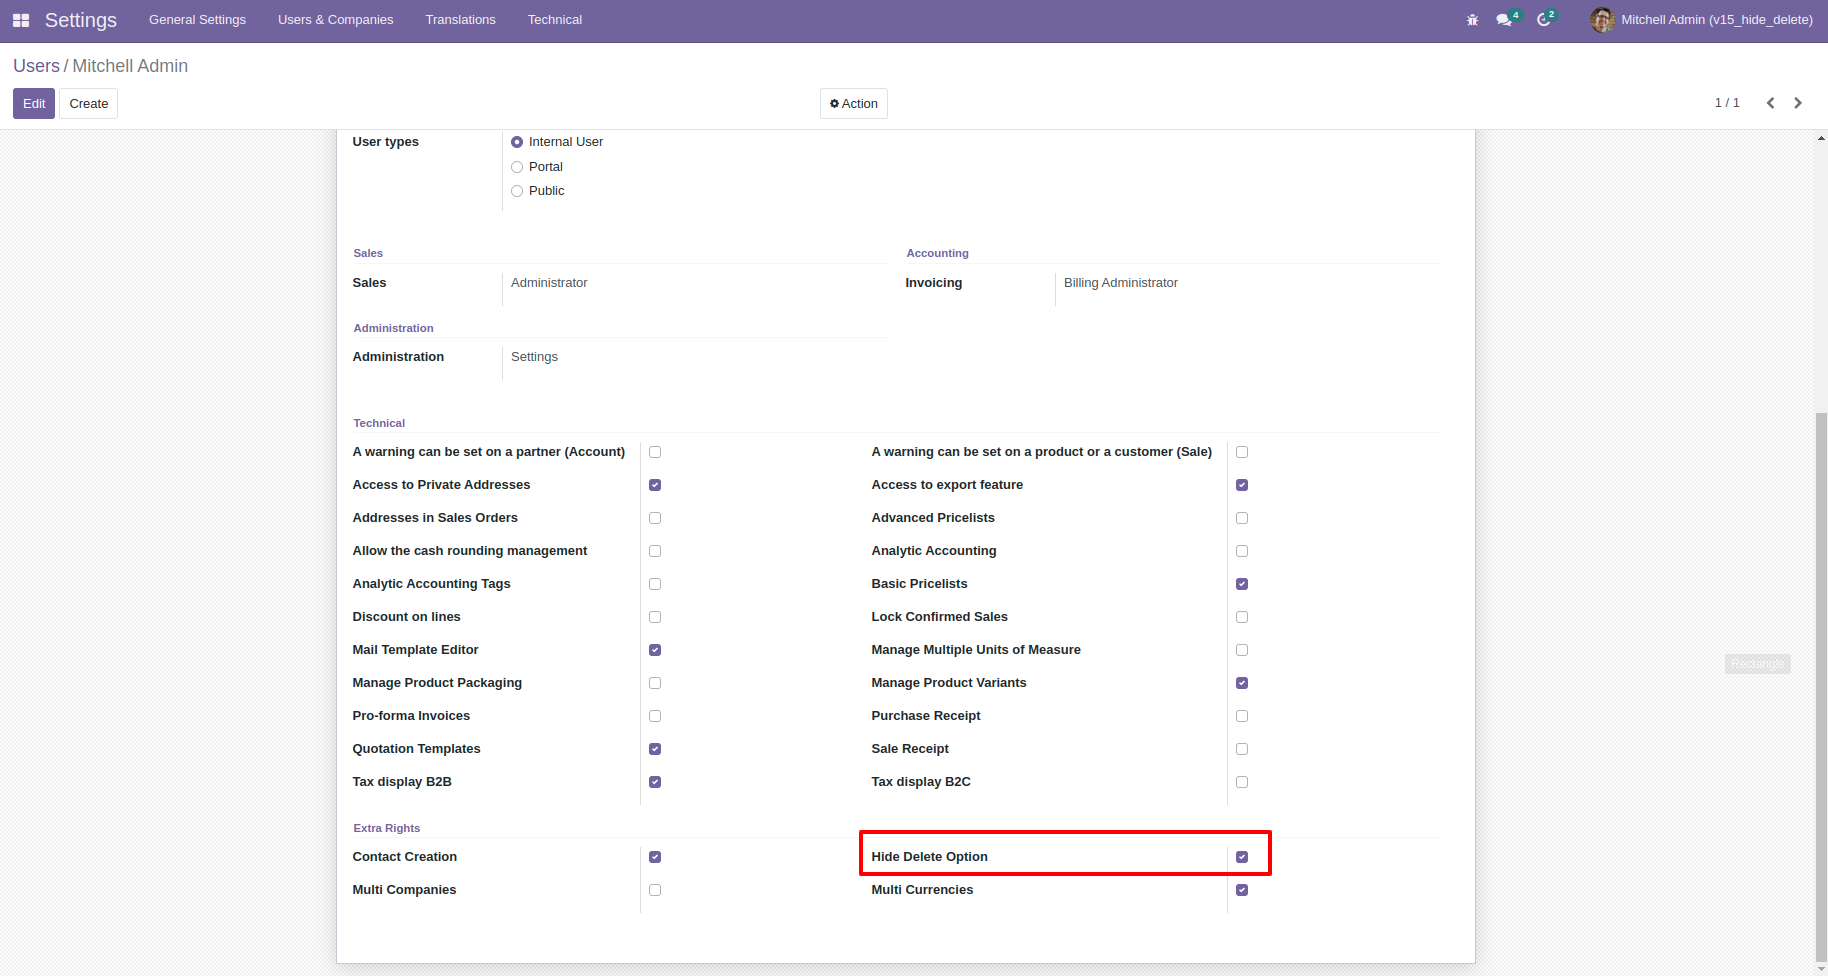 Settings General Settings Users & Companies Translations Technical 4 2 Mitchell Admin (v15_hide_delete)
Users / Mitchell Admin
Edit Create Action 1 / 1
User types Internal User
Portal
Public
Sales Accounting
Sales Administrator Invoicing Billing Administrator
Administration
Administration Settings
Technical
A warning can be set on a partner (Account) A warning can be set on a product or a customer (Sale)
Access to Private Addresses Access to export feature
Addresses in Sales Orders Advanced Pricelists
Allow the cash rounding management Analytic Accounting
Analytic Accounting Tags Basic Pricelists
Discount on lines Lock Confirmed Sales
Mail Template Editor Manage Multiple Units of Measure
Rectangle
Manage Product Packaging Manage Product Variants
Pro-forma Invoices Purchase Receipt
Quotation Templates Sale Receipt
Tax display B2B Tax display B2C
Extra Rights
Contact Creation Hide Delete Option
Multi Companies Multi Currencies